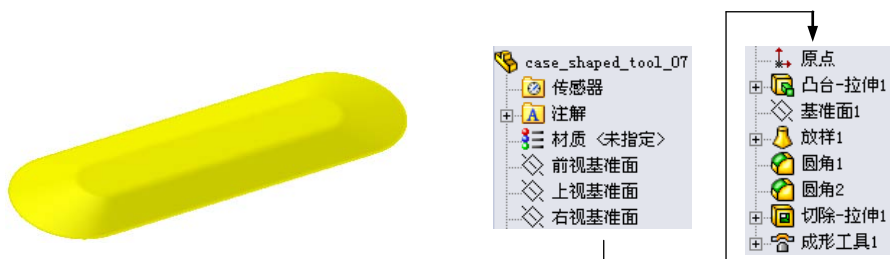 case_shaped_tool_07
传感器
A 注解
材质 <未指定>
前视基准面
上视基准面
右视基准面
原点
凸台-拉伸1
基准面1
放样1
圆角1
圆角2
切除-拉伸1
成形工具1